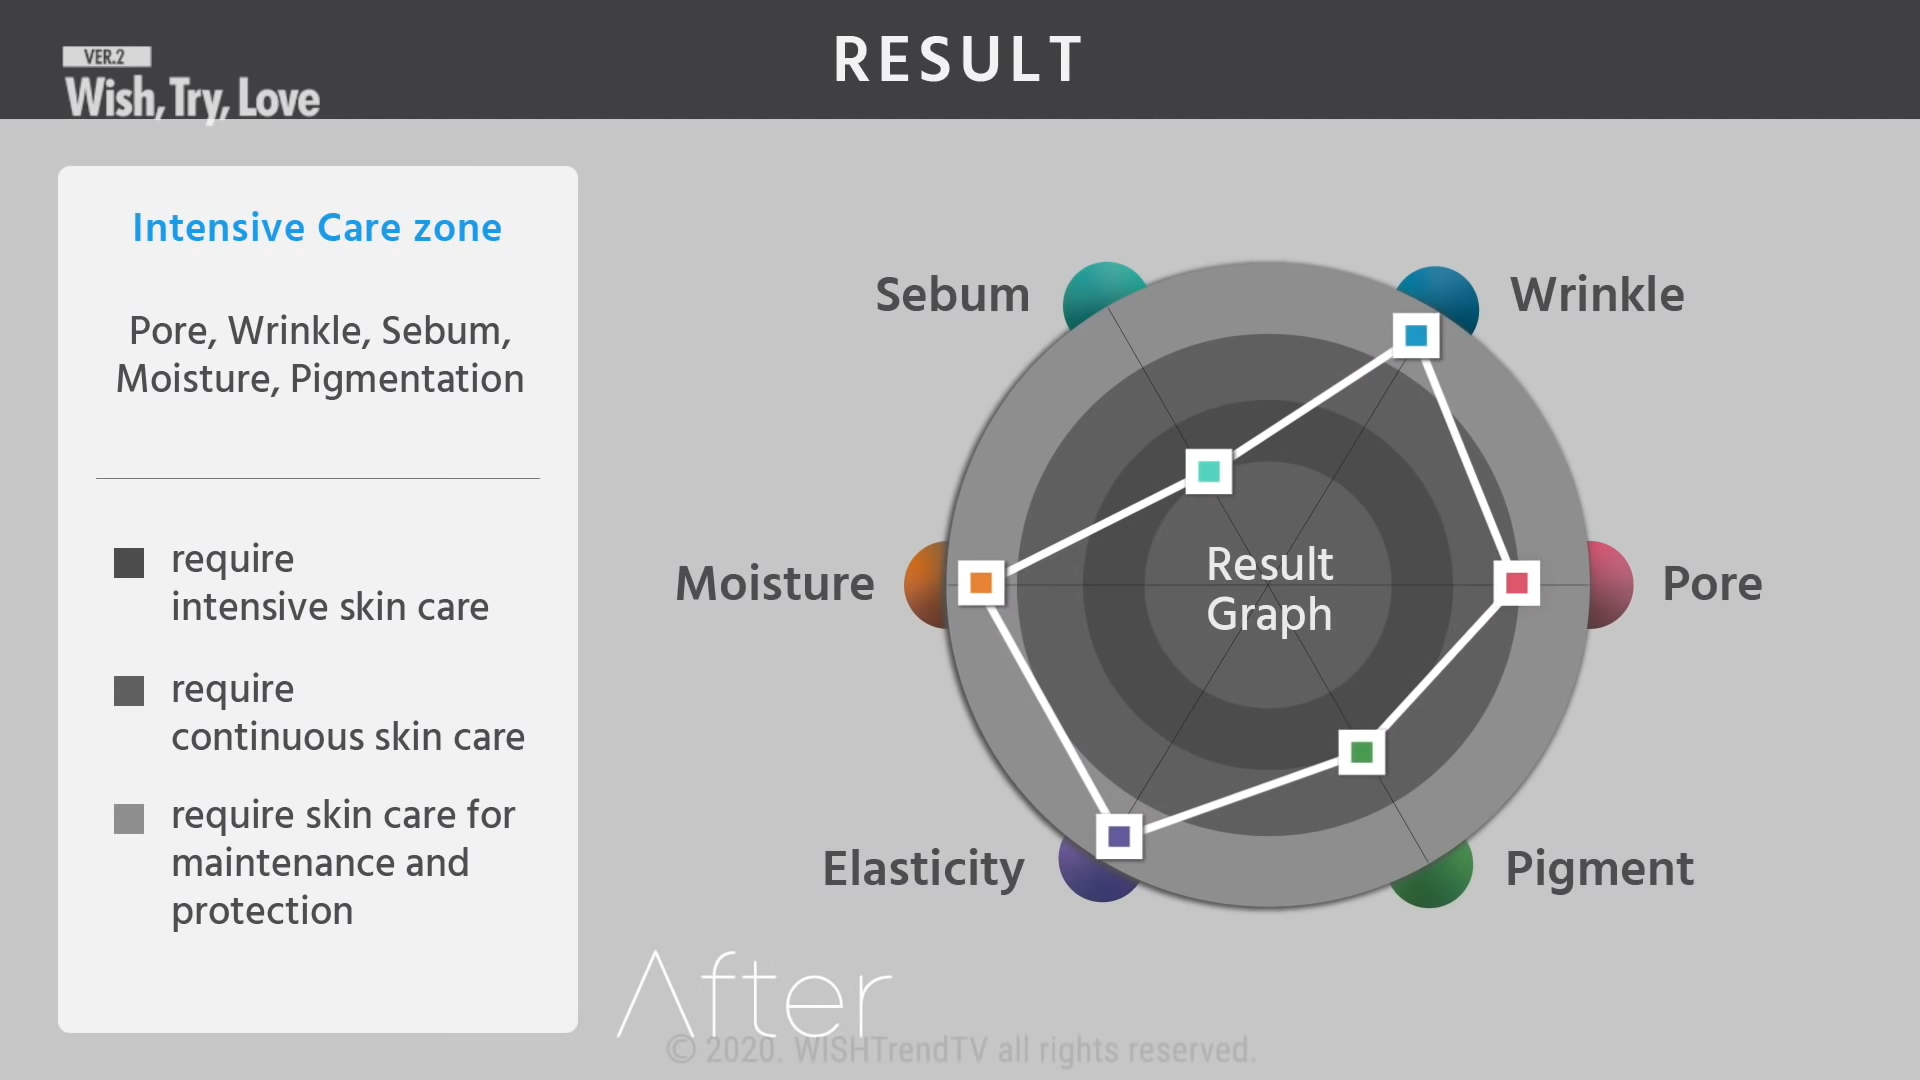 RESULT
VER.2
Wish, Try, Love
Intensive Care zone
Pore, Wrinkle, Sebum,
Moisture, Pigmentation
require
intensive skin care
require
continuous skin care
require skin care for
maintenance and
protection
Sebum
Wrinkle
Moisture
Result
Graph
Pore
Elasticity
Pigment
After
© 2020. WISHTrendTV all rights reserved.